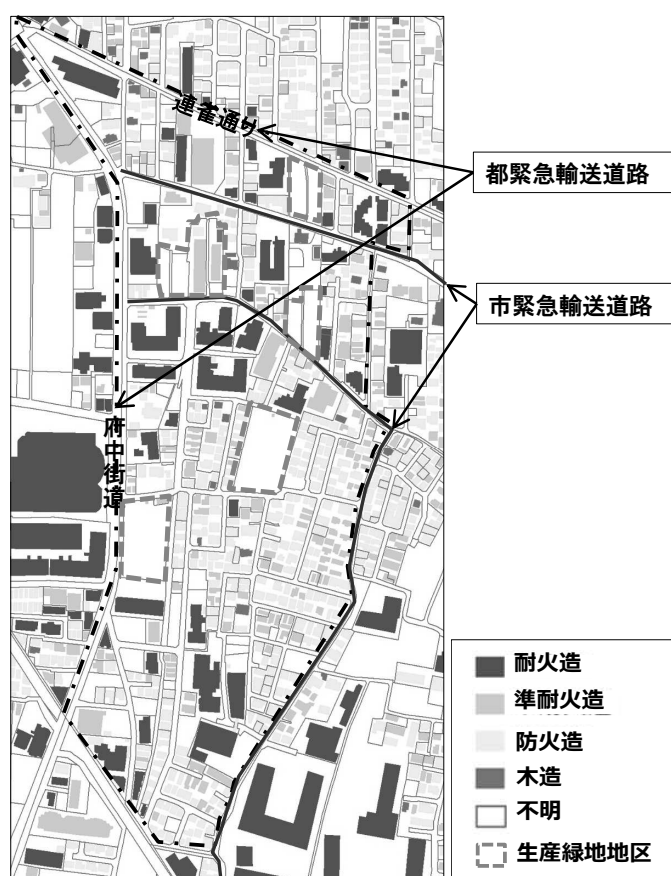 連雀通り
都緊急輸送道路
市緊急輸送道路
府中街道
耐火造
準耐火造
防火造
木造
不明
生産緑地地区